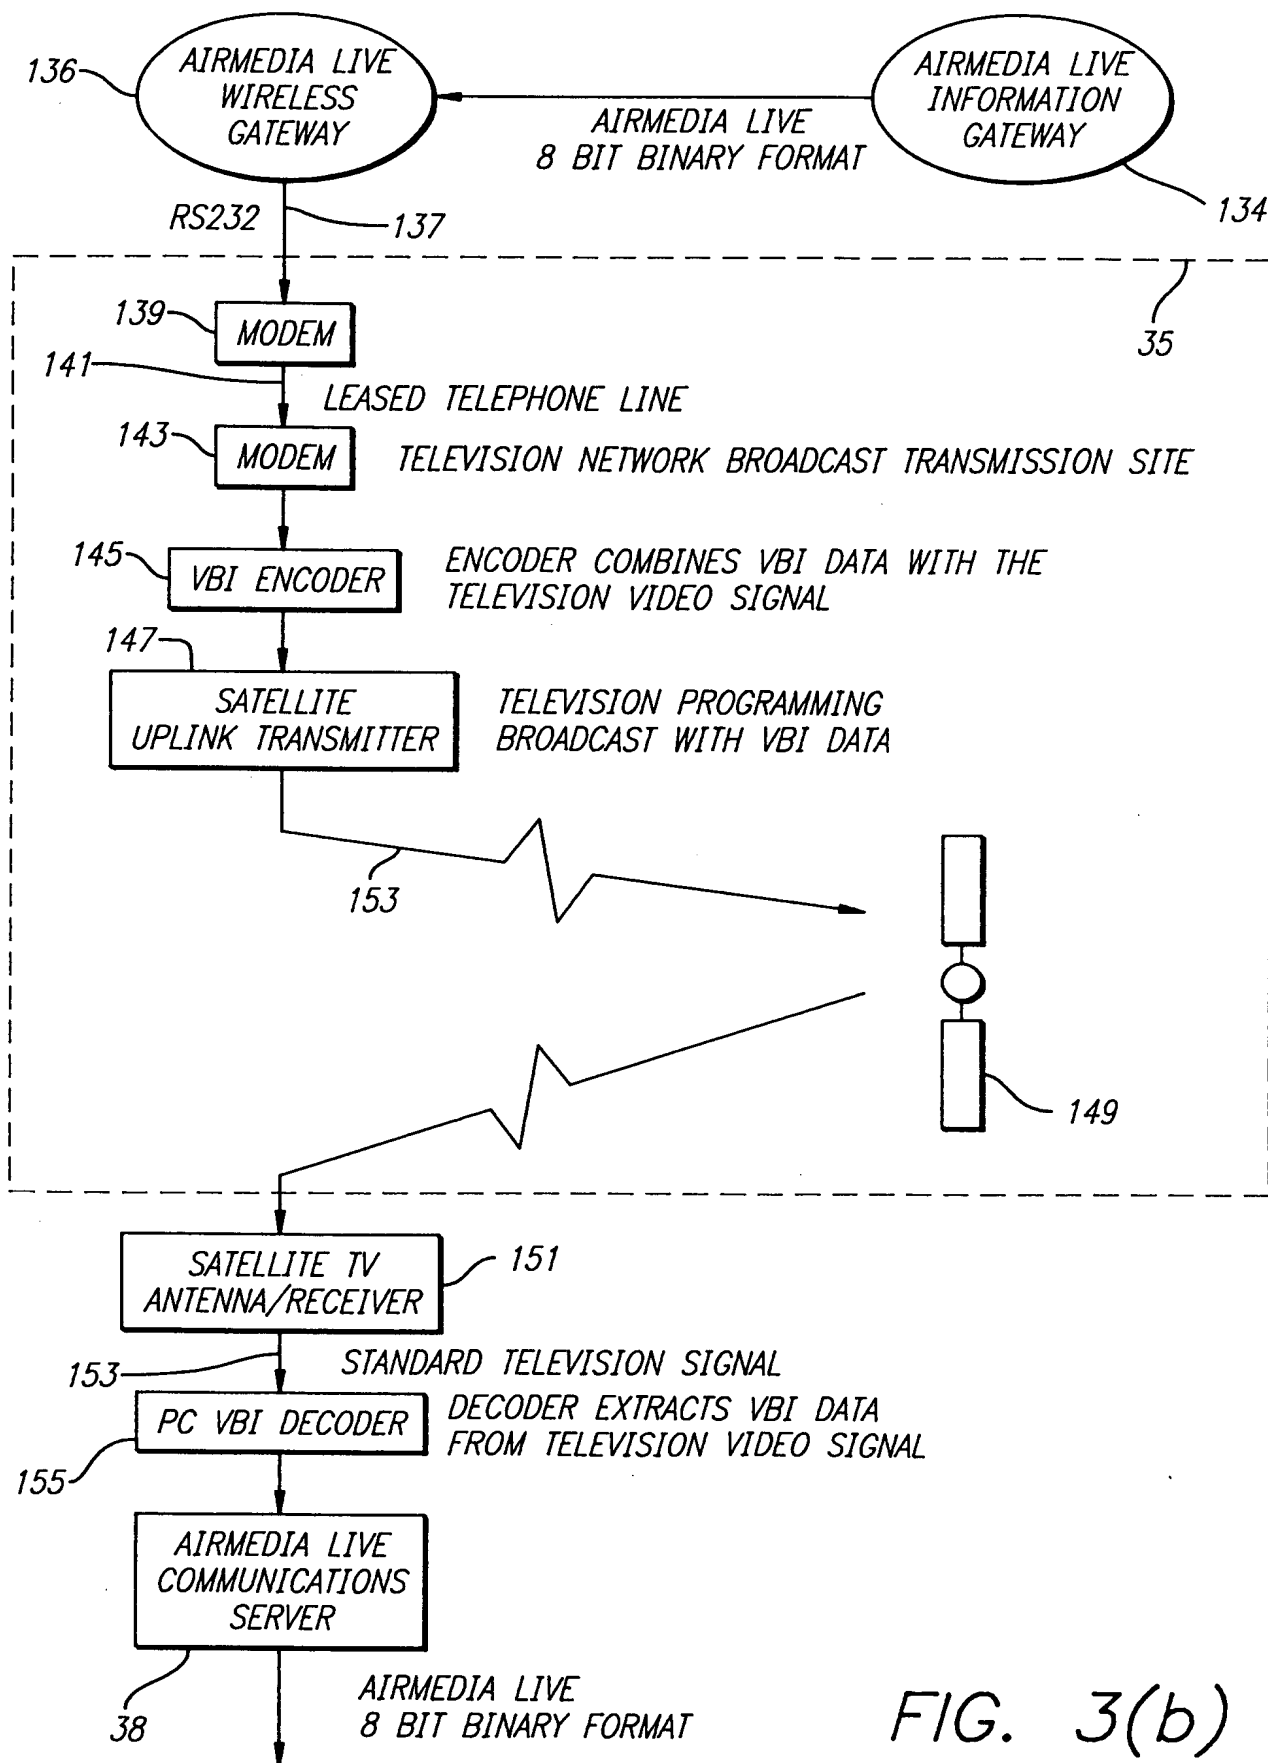 136
AIRMEDIA LIVE
WIRELESS
GATEWAY
AIRMEDIA LIVE
8 BIT BINARY FORMAT
AIRMEDIA LIVE
INFORMATION
GATEWAY
134
RS232
137
35
139
MODEM
141
LEASED TELEPHONE LINE
143
MODEM
TELEVISION NETWORK BROADCAST TRANSMISSION SITE
145
VBI ENCODER
ENCODER COMBINES VBI DATA WITH THE
TELEVISION VIDEO SIGNAL
147
SATELLITE
UPLINK TRANSMITTER
TELEVISION PROGRAMMING
BROADCAST WITH VBI DATA
153
149
SATELLITE TV
ANTENNA/RECEIVER
151
153
STANDARD TELEVISION SIGNAL
PC VBI DECODER
DECODER EXTRACTS VBI DATA
FROM TELEVISION VIDEO SIGNAL
155
AIRMEDIA LIVE
COMMUNICATIONS
SERVER
38
AIRMEDIA LIVE
8 BIT BINARY FORMAT
FIG. 3(b)